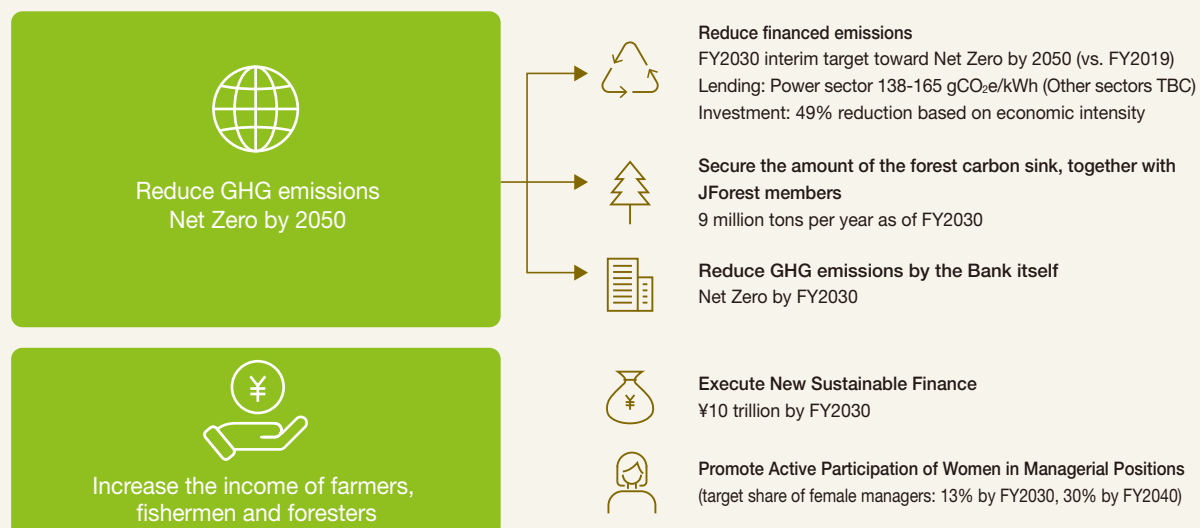 Reduce GHG emissions
Net Zero by 2050
Reduce financed emissions
FY2030 interim target toward Net Zero by 2050 (vs. FY2019)
Lending: Power sector 138-165 gCO₂e/kWh (Other sectors TBC)
Investment: 49% reduction based on economic intensity
Secure the amount of the forest carbon sink, together with
JForest members
9 million tons per year as of FY2030
Reduce GHG emissions by the Bank itself
Net Zero by FY2030
¥
Increase the income of farmers,
fishermen and foresters
¥
Execute New Sustainable Finance
¥10 trillion by FY2030
Promote Active Participation of Women in Managerial Positions
(target share of female managers: 13% by FY2030, 30% by FY2040)